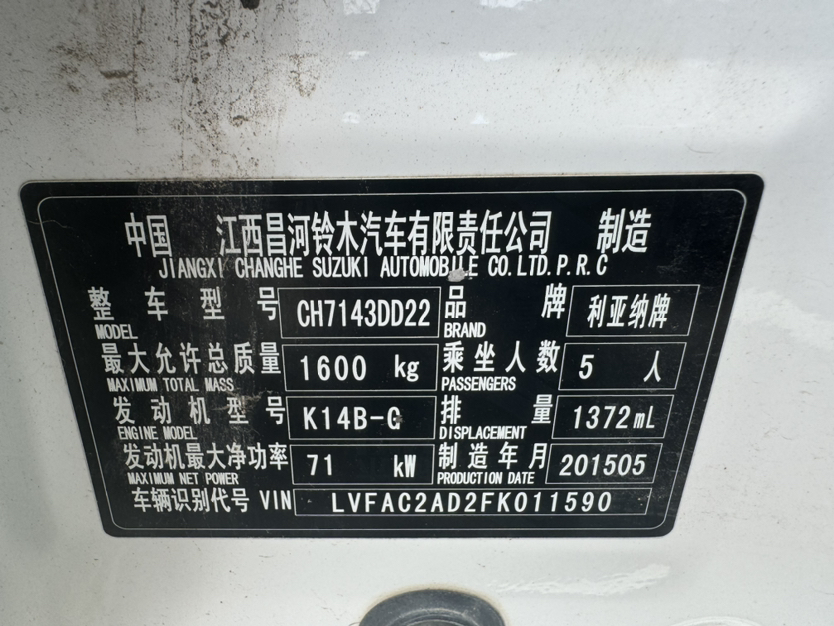 中国 江西昌河铃木汽车有限责任公司 制造
JIANGXI CHANGHE SUZUKI AUTOMOBILE CO.LTD.P.R.C
整车型号 CH7143DD22 品牌 利亚纳牌
MODEL BRAND
最大允许总质量 1600 kg 乘坐人数 5 人
MAXIMUM TOTAL MASS PASSENGERS
发动机型号 K14B-G 排量 1372mL
ENGINE MODEL DISPLACEMENT
发动机最大净功率 71 kW 制造年月 201505
MAXIMUM NET POWER PRODUCTION DATE
车辆识别代号 VIN LVFAC2AD2FK011590